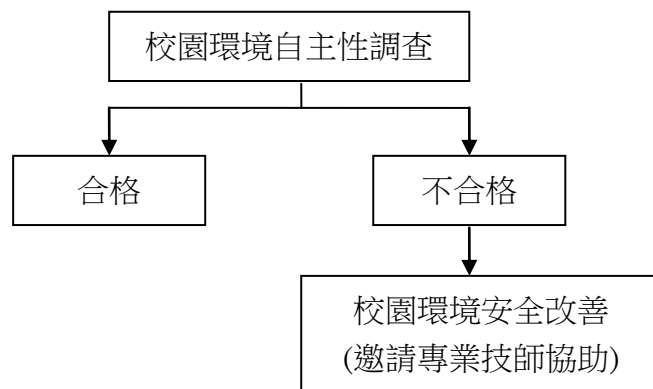 校園環境自主性調查
合格
不合格
校園環境安全改善
(邀請專業技師協助)